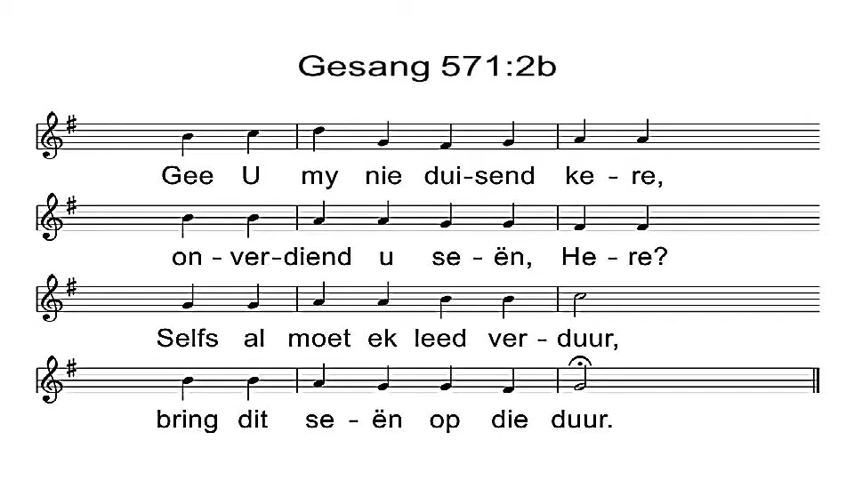 Gesang 571:2b
Gee U my nie dui-send ke - re,
on - ver-diend u se - ën, He - re?
Selfs al moet ek leed ver - duur,
bring dit se - ën op die duur.